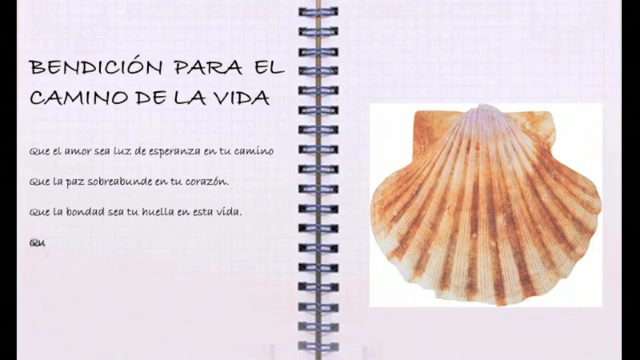 BENDICIÓN PARA EL
CAMINO DE LA VIDA
Que el amor sea luz de esperanza en tu camino
Que la paz sobreabunde en tu corazón.
Que la bondad sea tu huella en esta vida.
Qu